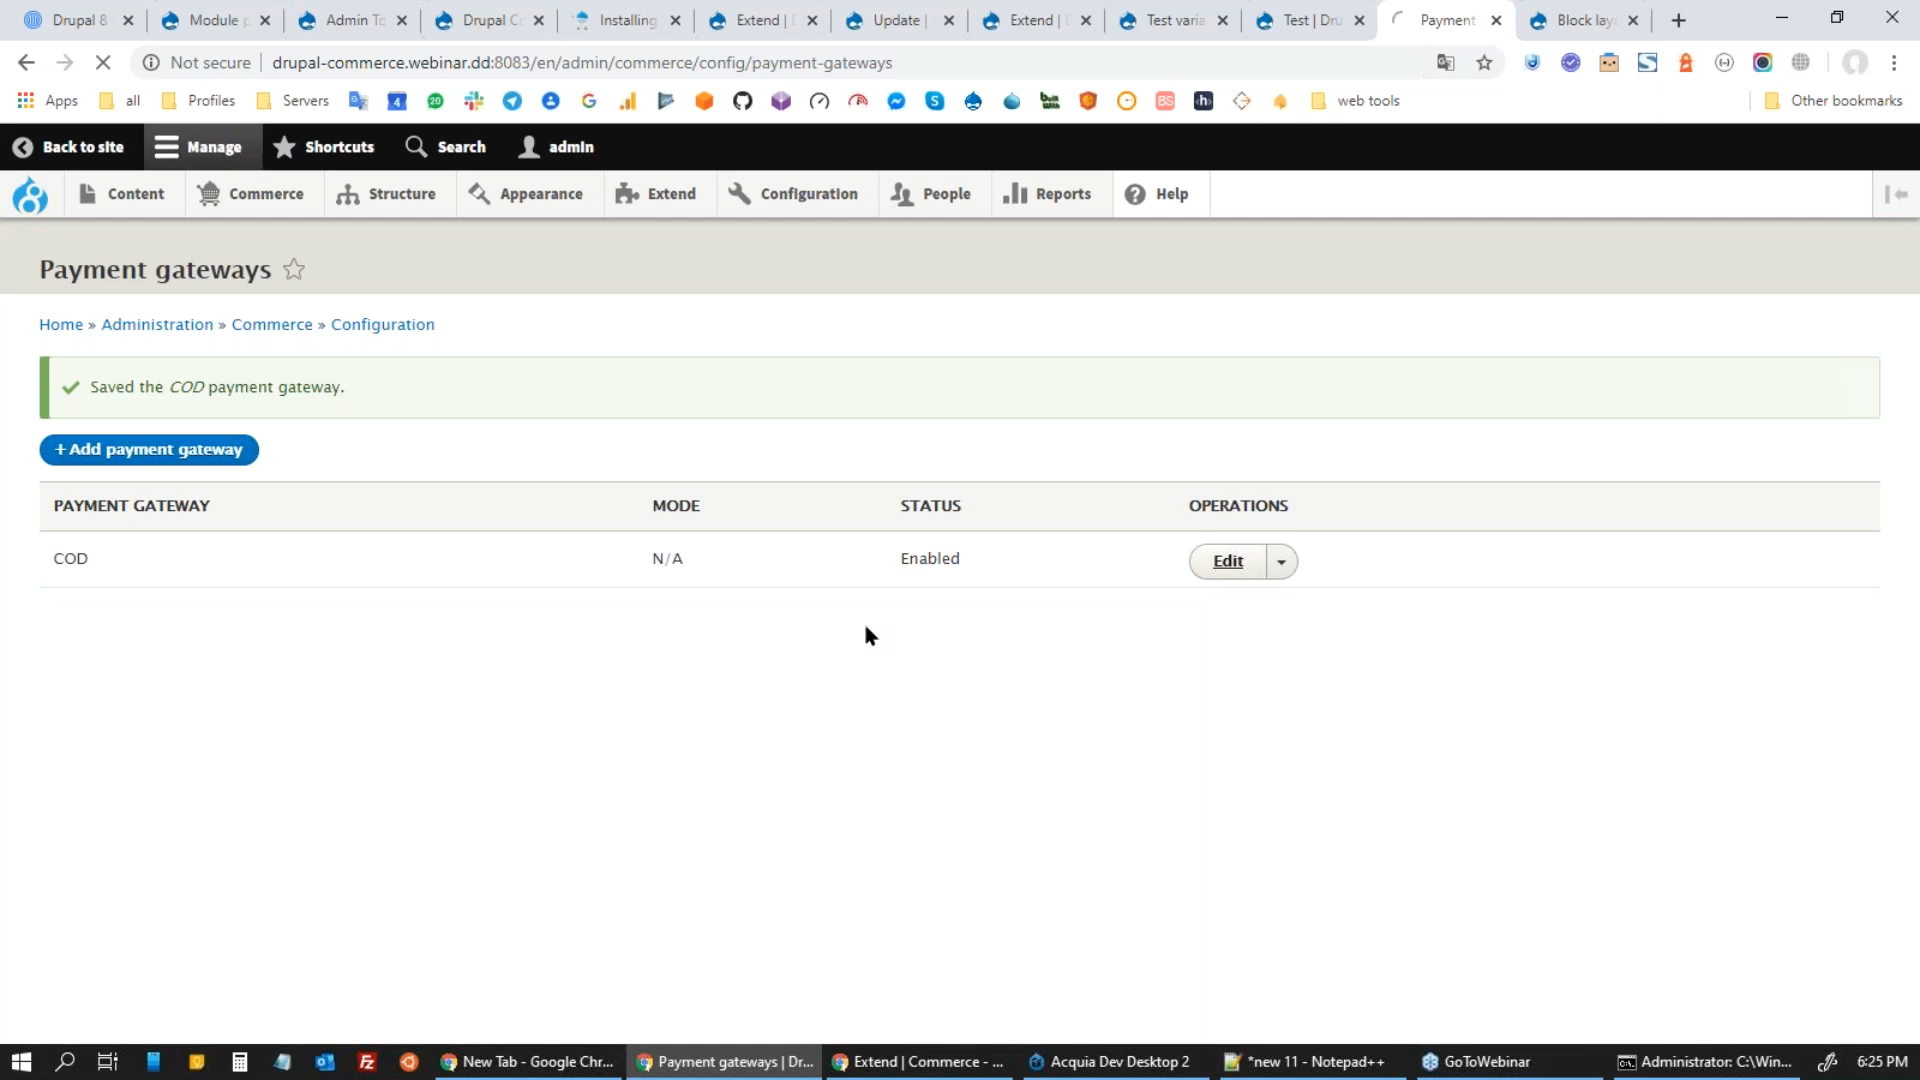 Drupal 8
Module p
Admin To
Drupal C
Installing
Extend | D
Update |
Extend | D
Test varia
Test | Dru
Payment
Block lay
Not secure
drupal-commerce.webinar.dd:8083/en/admin/commerce/config/payment-gateways
Apps
all
Profiles
Servers
web tools
Other bookmarks
Back to site
Manage
Shortcuts
Search
admin
Content
Commerce
Structure
Appearance
Extend
Configuration
People
Reports
Help
Payment gateways
Home » Administration » Commerce » Configuration
Saved the COD payment gateway.
+ Add payment gateway
PAYMENT GATEWAY
MODE
STATUS
OPERATIONS
COD
N/A
Enabled
Edit
New Tab - Google Chr...
Payment gateways | Dr...
Extend | Commerce - ...
Acquia Dev Desktop 2
*new 11 - Notepad++
GoToWebinar
Administrator: C:\Win...
6:25 PM